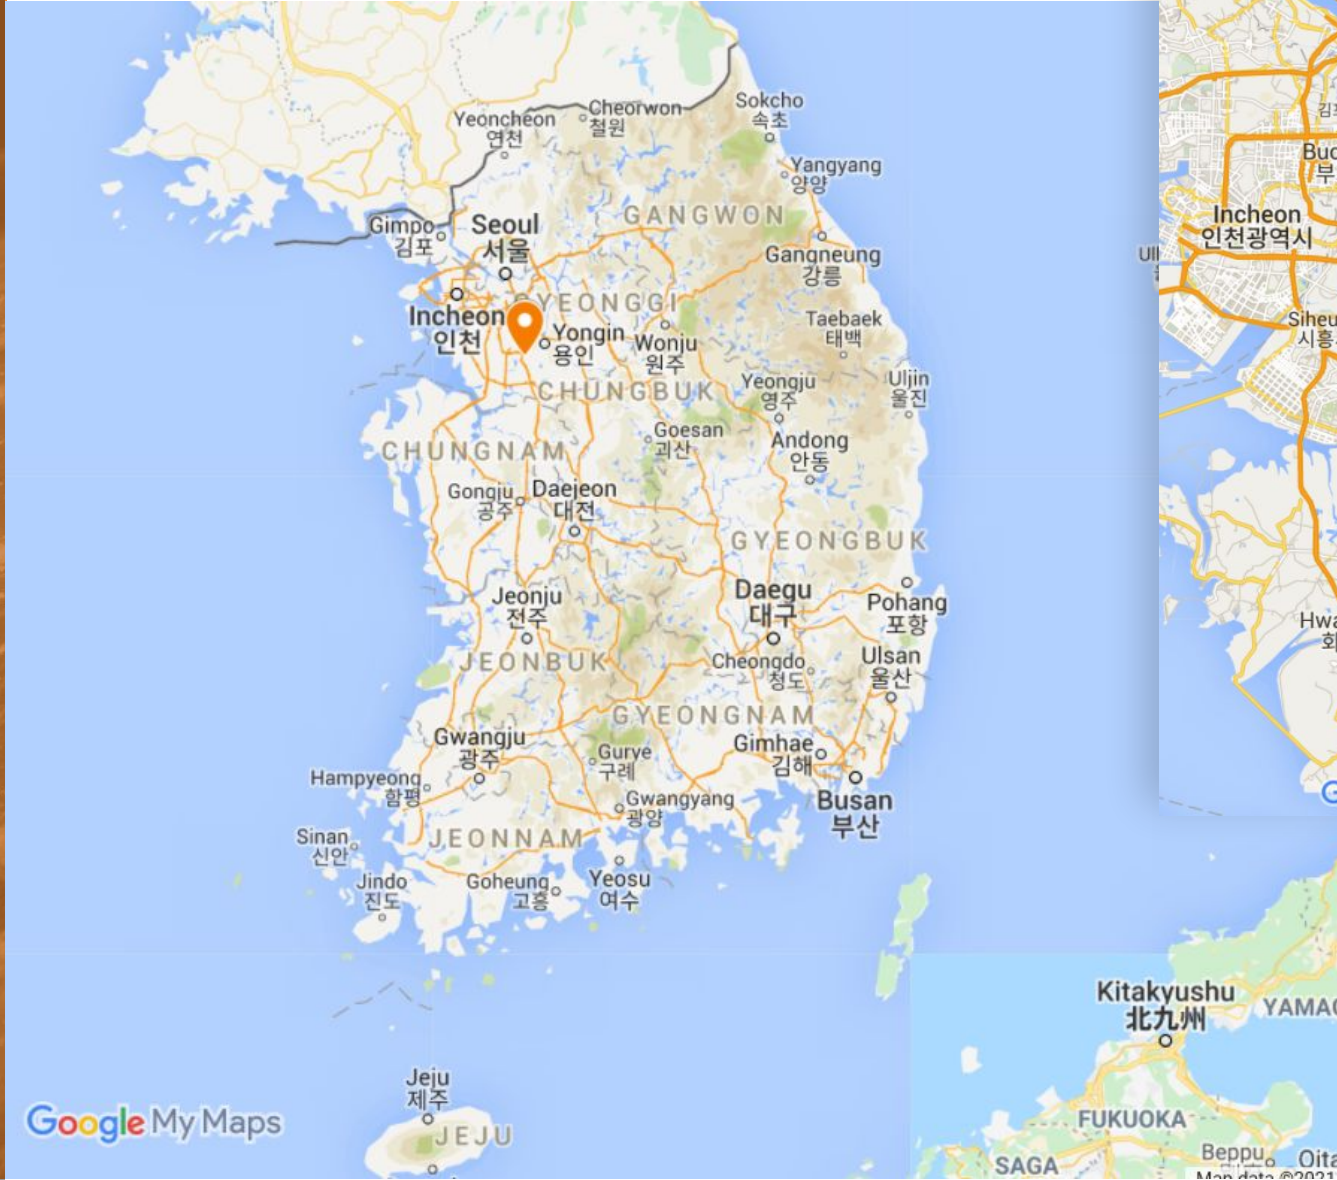 Yeoncheon
연천
Cheorwon
철원
Sokcho
속초
Yangyang
양양
GANGWON
Gimpo
김포
Seoul
서울
Gangneung
강릉
GYEONGGI
Incheon
인천
Yongin
용인
Wonju
원주
Taebaek
태백
CHUNGBUK
Yeongju
영주
Uljin
울진
CHUNGNAM
Goesan
괴산
Andong
안동
Gongju
공주
Daejeon
대전
GYEONGBUK
Jeonju
전주
Daegu
대구
Pohang
포항
JEONBUK
Cheongdo
청도
Ulsan
울산
GYEONGNAM
Gwangju
광주
Gurye
구례
Gimhae
김해
Hampyeong
함평
Gwangyang
광양
Busan
부산
Sinan
신안
JEONNAM
Jindo
진도
Goheung
고흥
Yeosu
여수
Jeju
제주
JEJU
Google My Maps
Incheon
인천광역시
Kitakyushu
北九州
FUKUOKA
SAGA
Beppu
Map data ©2021